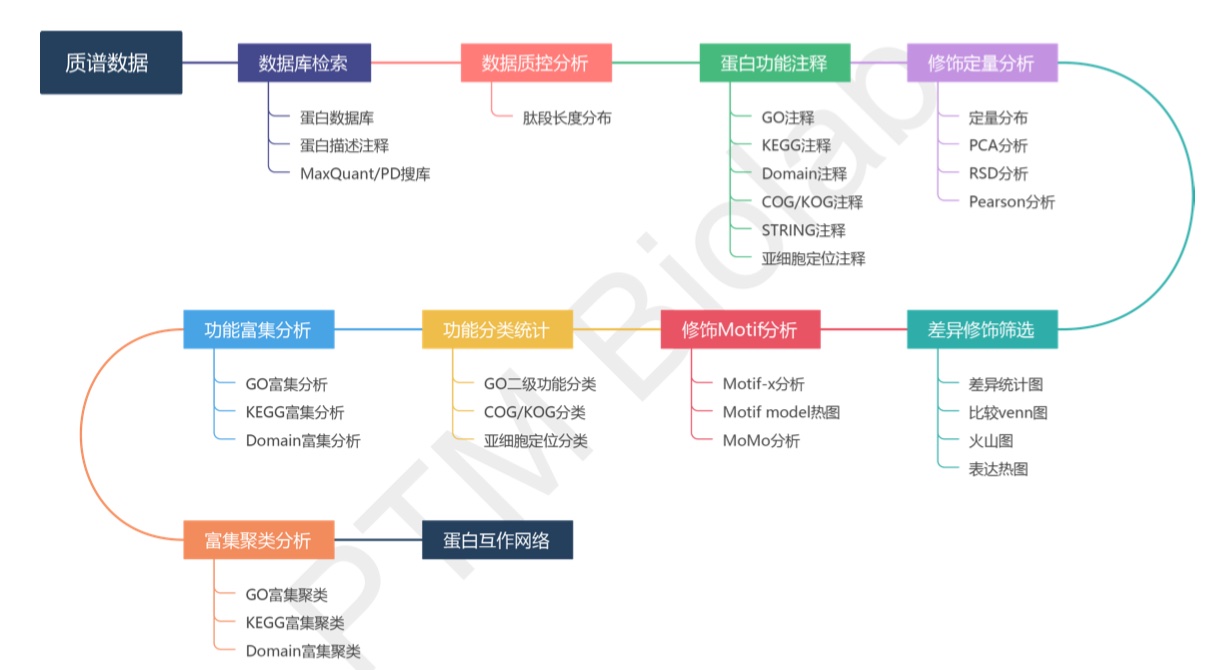 质谱数据
数据库检索
蛋白数据库
蛋白描述注释
MaxQuant/PD搜库
数据质控分析
肽段长度分布
蛋白功能注释
GO注释
KEGG注释
Domain注释
COG/KOG注释
STRING注释
亚细胞定位注释
修饰定量分析
定量分布
PCA分析
RSD分析
Pearson分析
差异修饰筛选
差异统计图
比较venn图
火山图
表达热图
修饰Motif分析
Motif-x分析
Motif model热图
MoMo分析
功能分类统计
GO二级功能分类
COG/KOG分类
亚细胞定位分类
功能富集分析
GO富集分析
KEGG富集分析
Domain富集分析
富集聚类分析
GO富集聚类
KEGG富集聚类
Domain富集聚类
蛋白互作网络
PTM Biolab